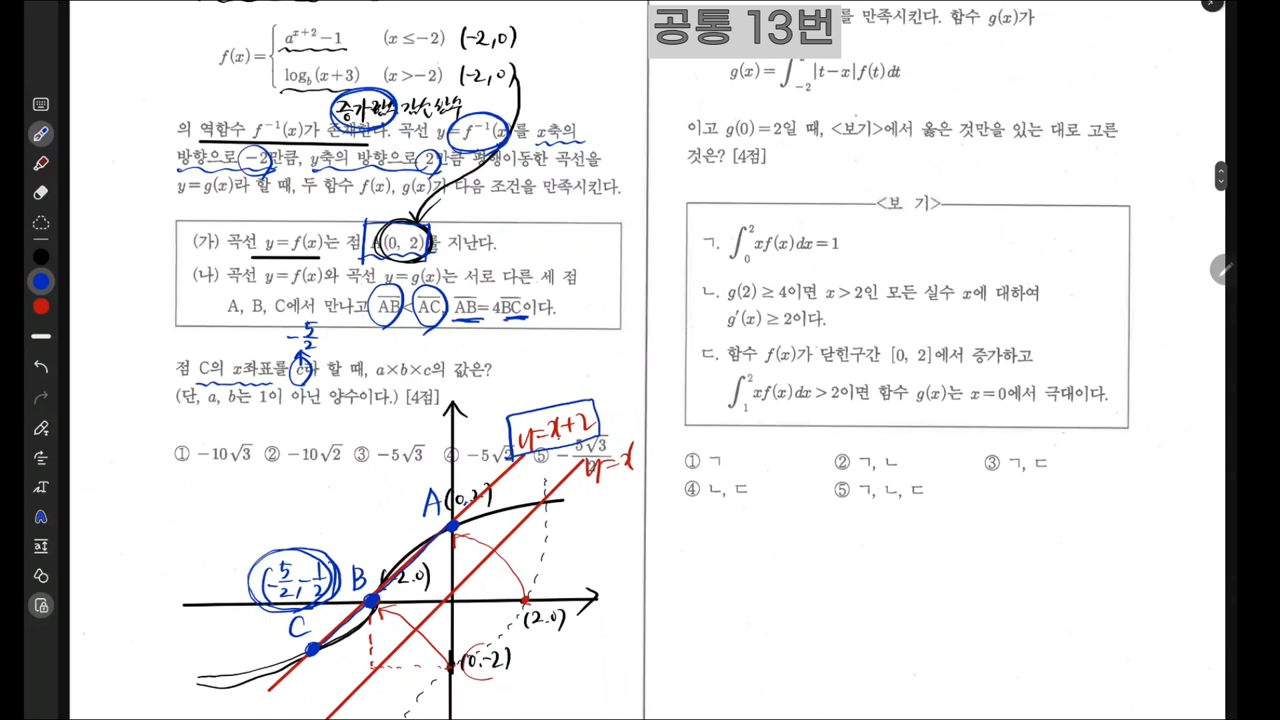 f(x)= { a^{x+2}-1 (x≤-2) (-2,0)
log_b(x+3) (x>-2) (-2,0)
증가함수 감소함수
의 역함수 f^{-1}(x)가 존재한다. 곡선 y=f^{-1}(x)를 x축의
방향으로 -2만큼, y축의 방향으로 2만큼 평행이동한 곡선을
y=g(x)라 할 때, 두 함수 f(x), g(x)가 다음 조건을 만족시킨다.
(가) 곡선 y=f(x)는 점 A(0, 2)를 지난다.
(나) 곡선 y=f(x)와 곡선 y=g(x)는 서로 다른 세 점
A, B, C에서 만나고 AB<AC, AB=4BC이다.
-5/2
점 C의 x좌표를 c라 할 때, a×b×c의 값은?
(단, a, b는 1이 아닌 양수이다.) [4점]
① -10√3 ② -10√2 ③ -5√3 ④ -5√2 ⑤ -5√3/2
y=x+2
y=x
A (0,2)
(-5/2, -1/2) B (-2.0)
C (2.0)
(0.-2)
공통 13번
를 만족시킨다. 함수 g(x)가
g(x)=∫_{-2} |t-x|f(t)dt
이고 g(0)=2일 때, <보기>에서 옳은 것만을 있는 대로 고른
것은? [4점]
<보 기>
ㄱ. ∫_0^2 xf(x)dx=1
ㄴ. g(2)≥4이면 x>2인 모든 실수 x에 대하여
g′(x)≥2이다.
ㄷ. 함수 f(x)가 닫힌구간 [0, 2]에서 증가하고
∫_1^2 xf(x)dx>2이면 함수 g(x)는 x=0에서 극대이다.
① ㄱ ② ㄱ, ㄴ ③ ㄱ, ㄷ
④ ㄴ, ㄷ ⑤ ㄱ, ㄴ, ㄷ